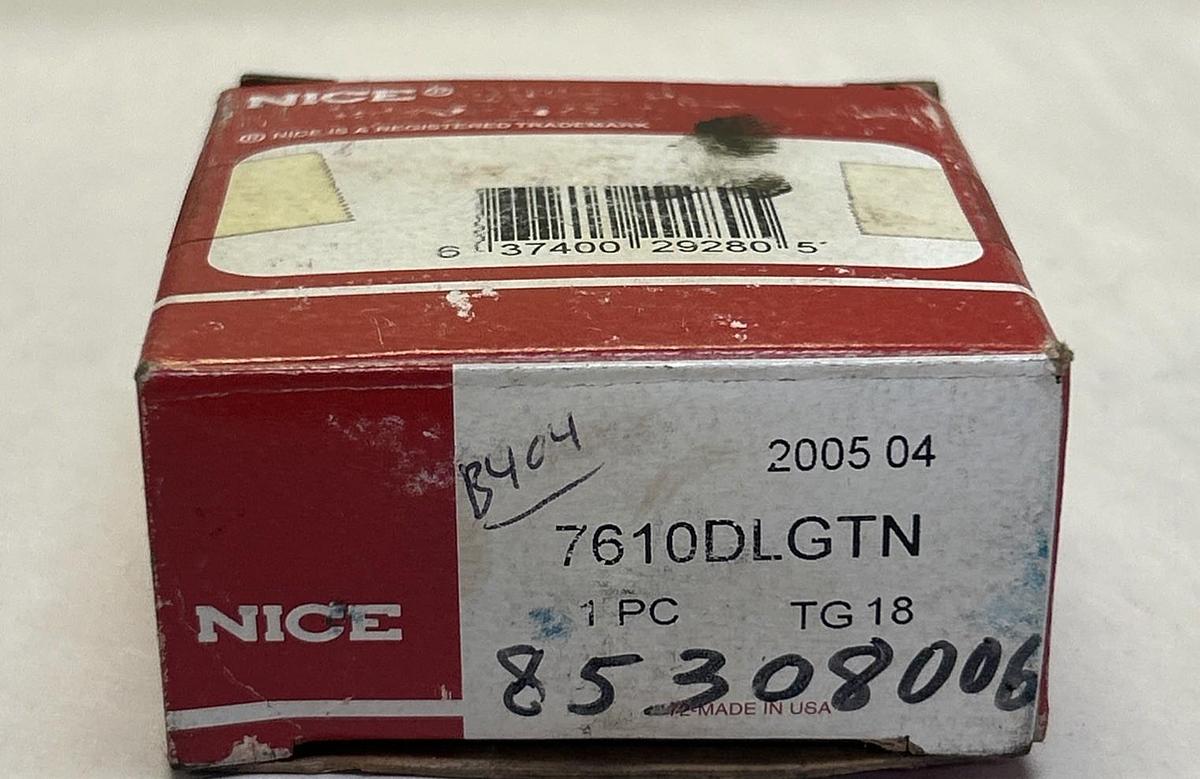 NICE®
® NICE IS A REGISTERED TRADEMARK
6 37400 29280 5
B404
2005 04
7610DLGTN
1 PC TG 18
NICE
85308006
72-MADE IN USA